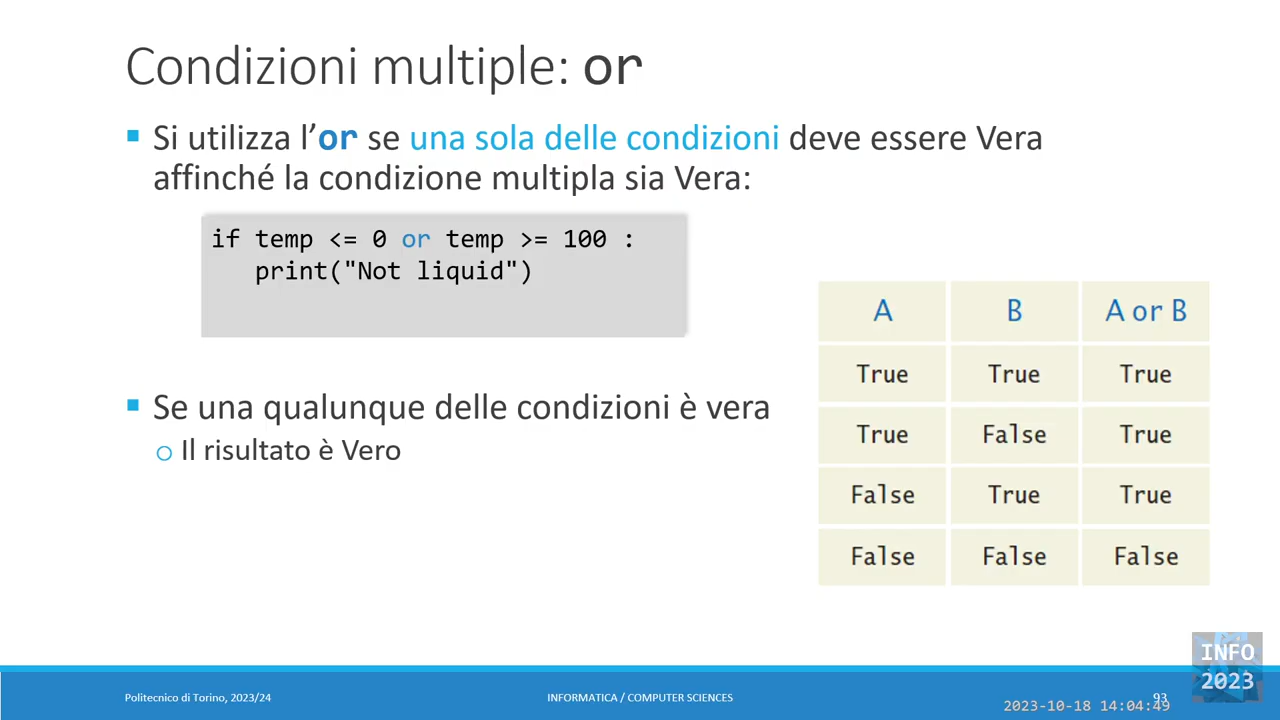 Condizioni multiple: or
Si utilizza l’or se una sola delle condizioni deve essere Vera
affinché la condizione multipla sia Vera:
if temp <= 0 or temp >= 100 :
print("Not liquid")
A B A or B
True True True
True False True
False True True
False False False
Se una qualunque delle condizioni è vera
Il risultato è Vero
INFO
2023
Politecnico di Torino, 2023/24 INFORMATICA / COMPUTER SCIENCES 93
2023-10-18 14:04:49